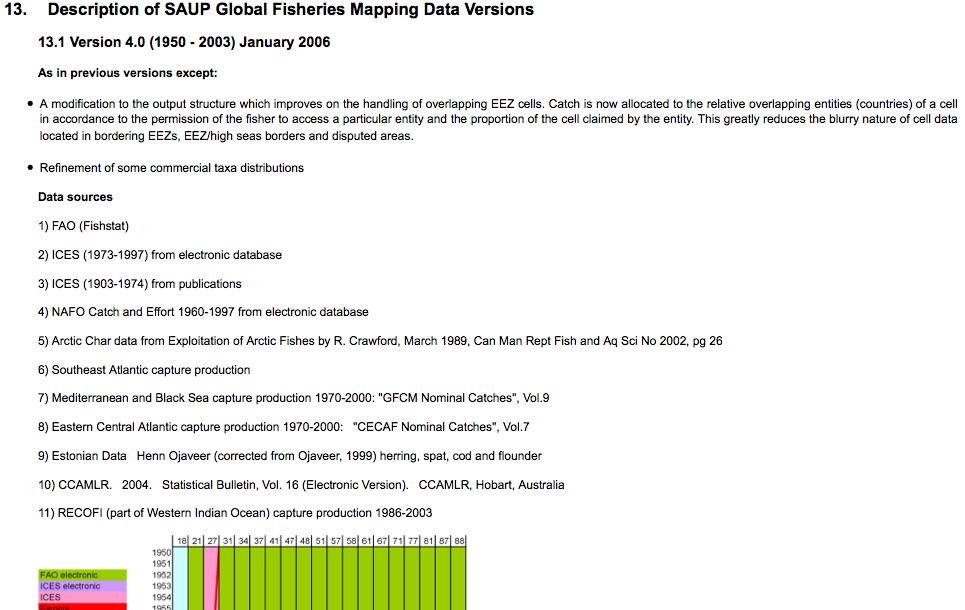 13. Description of SAUP Global Fisheries Mapping Data Versions
13.1 Version 4.0 (1950 - 2003) January 2006
As in previous versions except:
• A modification to the output structure which improves on the handling of overlapping EEZ cells. Catch is now allocated to the relative overlapping entities (countries) of a cell
in accordance to the permission of the fisher to access a particular entity and the proportion of the cell claimed by the entity. This greatly reduces the blurry nature of cell data
located in bordering EEZs, EEZ/high seas borders and disputed areas.
• Refinement of some commercial taxa distributions
Data sources
1) FAO (Fishstat)
2) ICES (1973-1997) from electronic database
3) ICES (1903-1974) from publications
4) NAFO Catch and Effort 1960-1997 from electronic database
5) Arctic Char data from Exploitation of Arctic Fishes by R. Crawford, March 1989, Can Man Rept Fish and Aq Sci No 2002, pg 26
6) Southeast Atlantic capture production
7) Mediterranean and Black Sea capture production 1970-2000: "GFCM Nominal Catches", Vol.9
8) Eastern Central Atlantic capture production 1970-2000: "CECAF Nominal Catches", Vol.7
9) Estonian Data Henn Ojaveer (corrected from Ojaveer, 1999) herring, spat, cod and flounder
10) CCAMLR. 2004. Statistical Bulletin, Vol. 16 (Electronic Version). CCAMLR, Hobart, Australia
11) RECOFI (part of Western Indian Ocean) capture production 1986-2003
18 21 27 31 34 37 41 47 48 51 57 58 61 67 71 77 81 87 88
1950
1951
FAO electronic 1952
ICES electronic 1953
ICES 1954
Estonia 1955